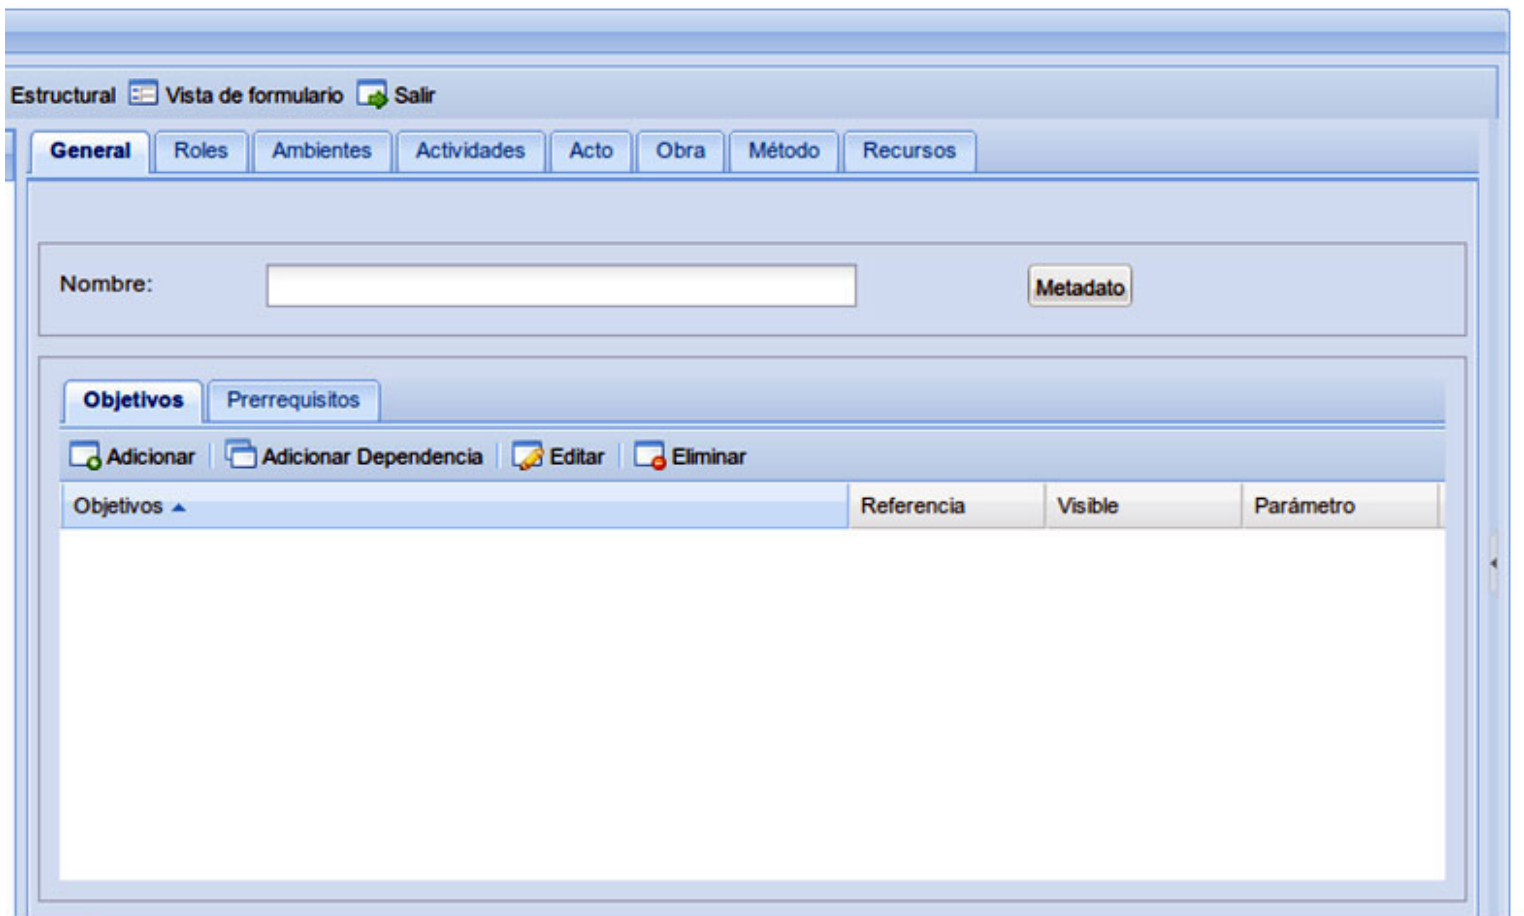 Estructural Vista de formulario Salir
General Roles Ambientes Actividades Acto Obra Método Recursos
Nombre: Metadato
Objetivos Prerrequisitos
Adicionar Adicionar Dependencia Editar Eliminar
Objetivos Referencia Visible Parámetro